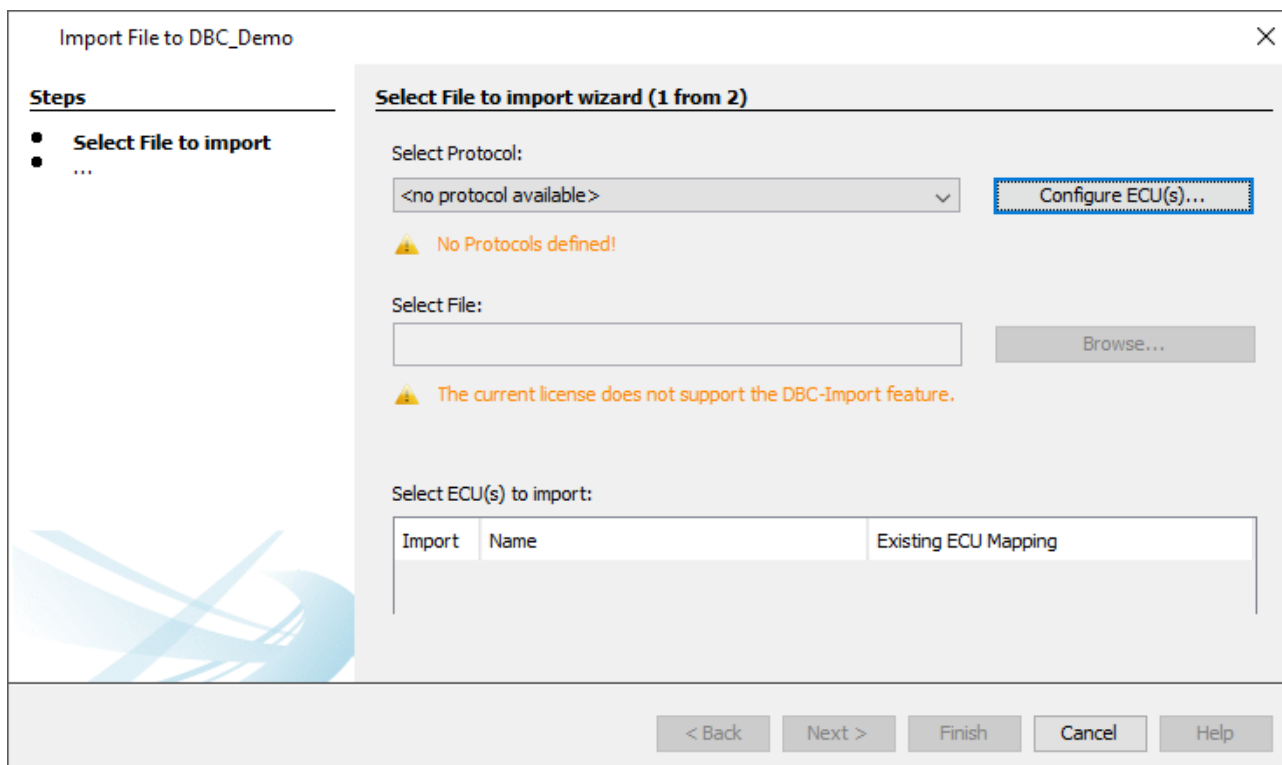 Import File to DBC_Demo
Steps
Select File to import
...
Select File to import wizard (1 from 2)
Select Protocol:
<no protocol available>
Configure ECU(s)...
No Protocols defined!
Select File:
Browse...
The current license does not support the DBC-Import feature.
Select ECU(s) to import:
Import Name Existing ECU Mapping
< Back Next > Finish Cancel Help